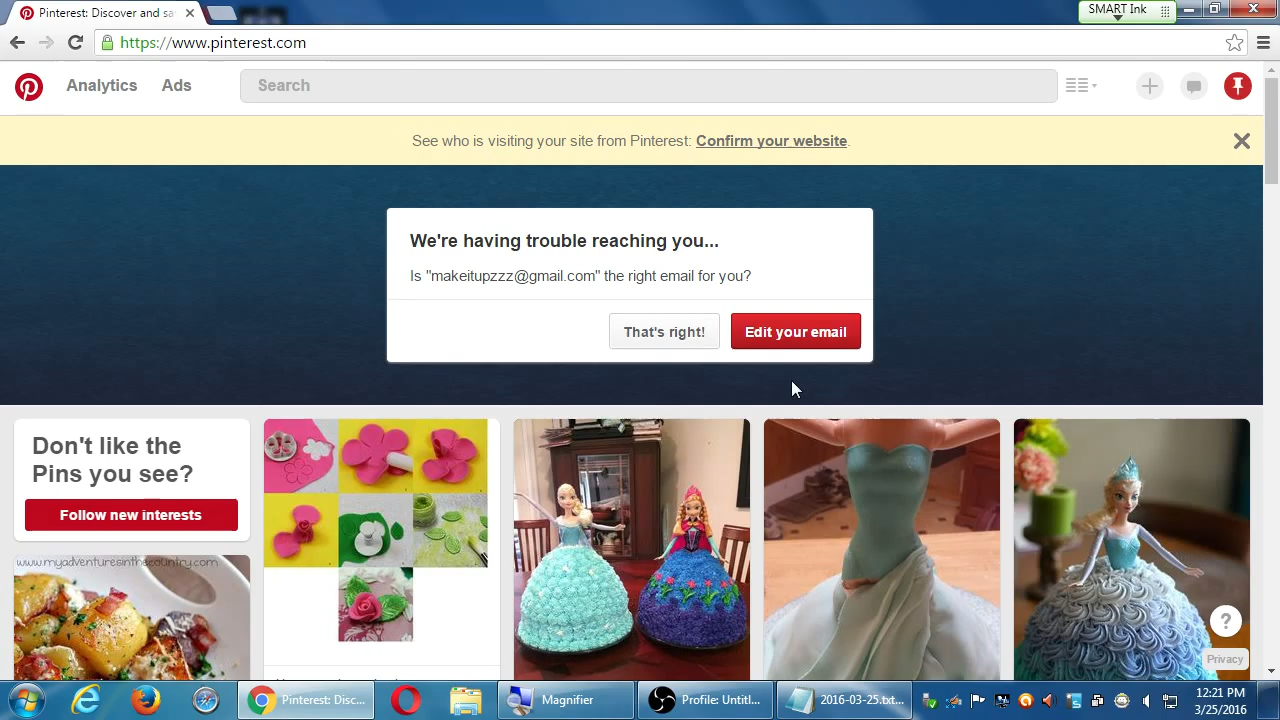 Pinterest: Discover and sa
SMART Ink
https://www.pinterest.com
Analytics
Ads
Search
See who is visiting your site from Pinterest: Confirm your website.
We're having trouble reaching you...
Is "makeitupzzz@gmail.com" the right email for you?
That's right!
Edit your email
Don't like the
Pins you see?
Follow new interests
www.myadventuresinthecountry.com
?
Privacy
Pinterest: Disc...
Magnifier
Profile: Untitl...
2016-03-25.txt...
12:21 PM
3/25/2016